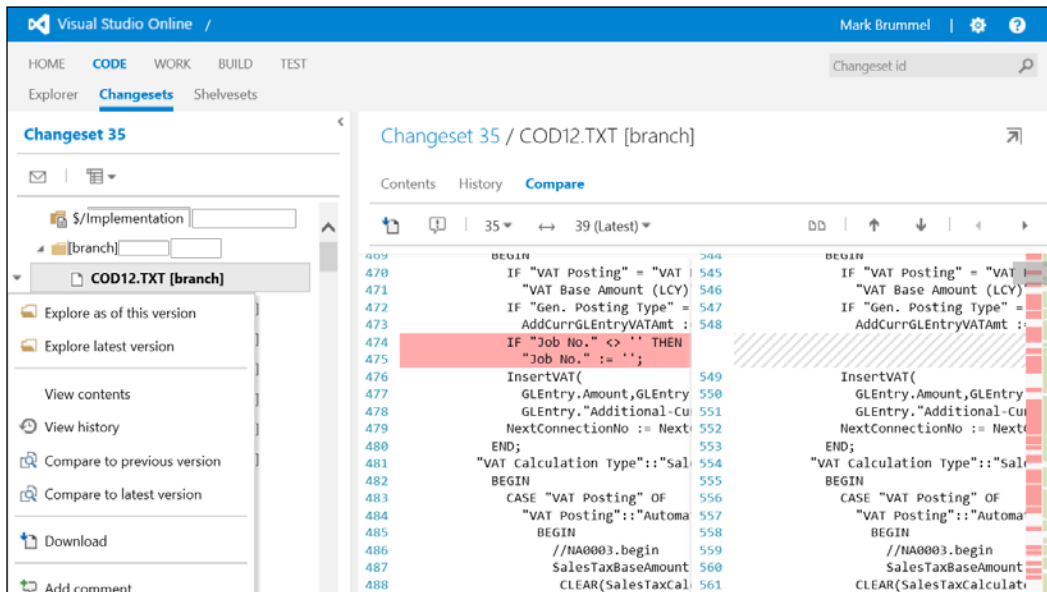 Visual Studio Online /
Mark Brummel
HOME CODE WORK BUILD TEST
Changeset id
Explorer Changesets Shelvesets
Changeset 35
$/Implementation
[branch]
COD12.TXT [branch]
Explore as of this version
Explore latest version
View contents
View history
Compare to previous version
Compare to latest version
Download
Add comment
Changeset 35 / COD12.TXT [branch]
Contents History Compare
35 ↔ 39 (Latest)
469 BEGIN 544 BEGIN
470 IF "VAT Posting" = "VAT 545 IF "VAT Posting" = "VAT
471 "VAT Base Amount (LCY) 546 "VAT Base Amount (LCY)"
472 IF "Gen. Posting Type" = 547 IF "Gen. Posting Type" =
473 AddCurrGLEntryVATAmt : 548 AddCurrGLEntryVATAmt :
474 IF "Job No." <> '' THEN
475 "Job No." := '';
476 InsertVAT( 549 InsertVAT(
477 GLEntry.Amount,GLEntry 550 GLEntry.Amount,GLEntry
478 GLEntry."Additional-Cu 551 GLEntry."Additional-Cu
479 NextConnectionNo := Next 552 NextConnectionNo := Next
480 END; 553 END;
481 "VAT Calculation Type"::"Sal 554 "VAT Calculation Type"::"Sal
482 BEGIN 555 BEGIN
483 CASE "VAT Posting" OF 556 CASE "VAT Posting" OF
484 "VAT Posting"::"Automa 557 "VAT Posting"::"Automa
485 BEGIN 558 BEGIN
486 //NA0003.begin 559 //NA0003.begin
487 SalesTaxBaseAmount 560 SalesTaxBaseAmount
488 CLEAR(SalesTaxCal 561 CLEAR(SalesTaxCalculat